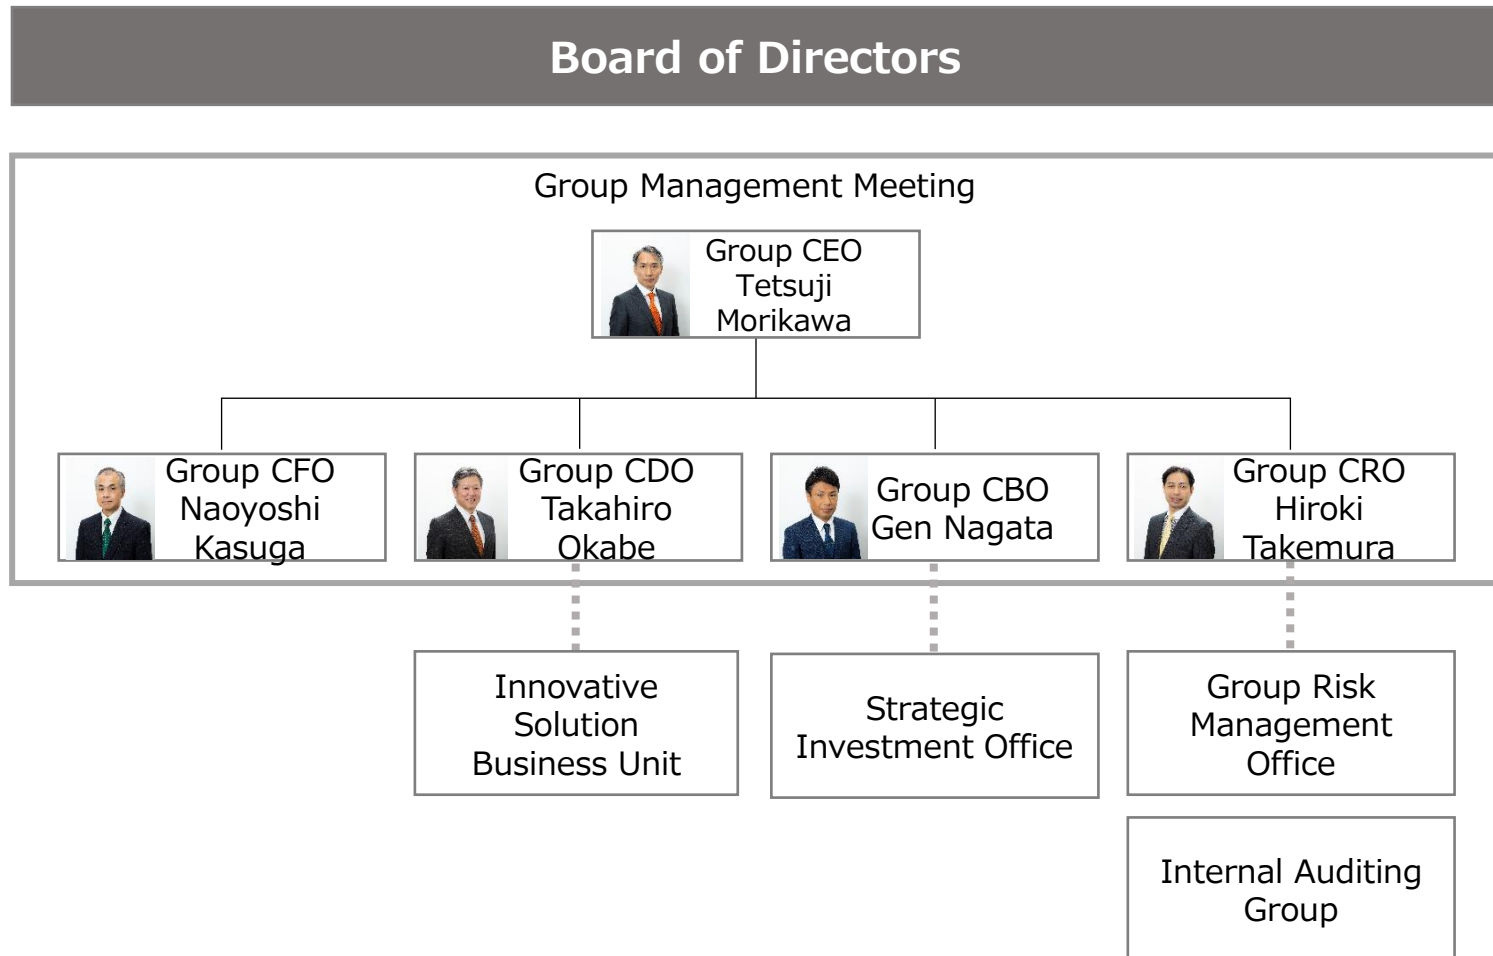 Board of Directors
Group Management Meeting
Group CEO
Tetsuji
Morikawa
Group CFO
Naoyoshi
Kasuga
Group CDO
Takahiro
Okabe
Group CBO
Gen Nagata
Group CRO
Hiroki
Takemura
Innovative
Solution
Business Unit
Strategic
Investment Office
Group Risk
Management
Office
Internal Auditing
Group